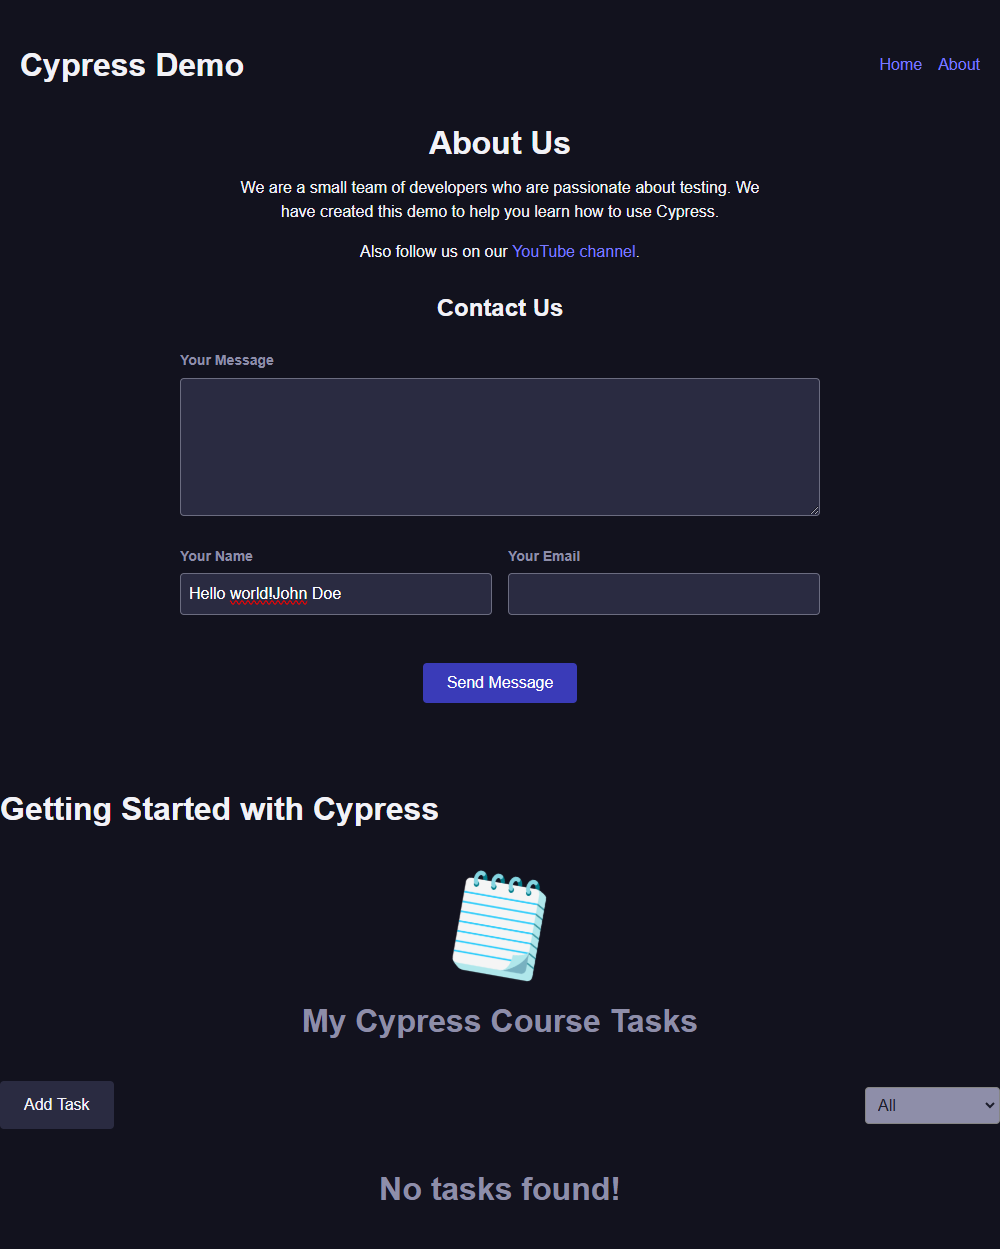 Cypress Demo
Home About
About Us
We are a small team of developers who are passionate about testing. We
have created this demo to help you learn how to use Cypress.
Also follow us on our YouTube channel.
Contact Us
Your Message
Your Name
Your Email
Hello world!John Doe
Send Message
Getting Started with Cypress
My Cypress Course Tasks
Add Task
All
No tasks found!